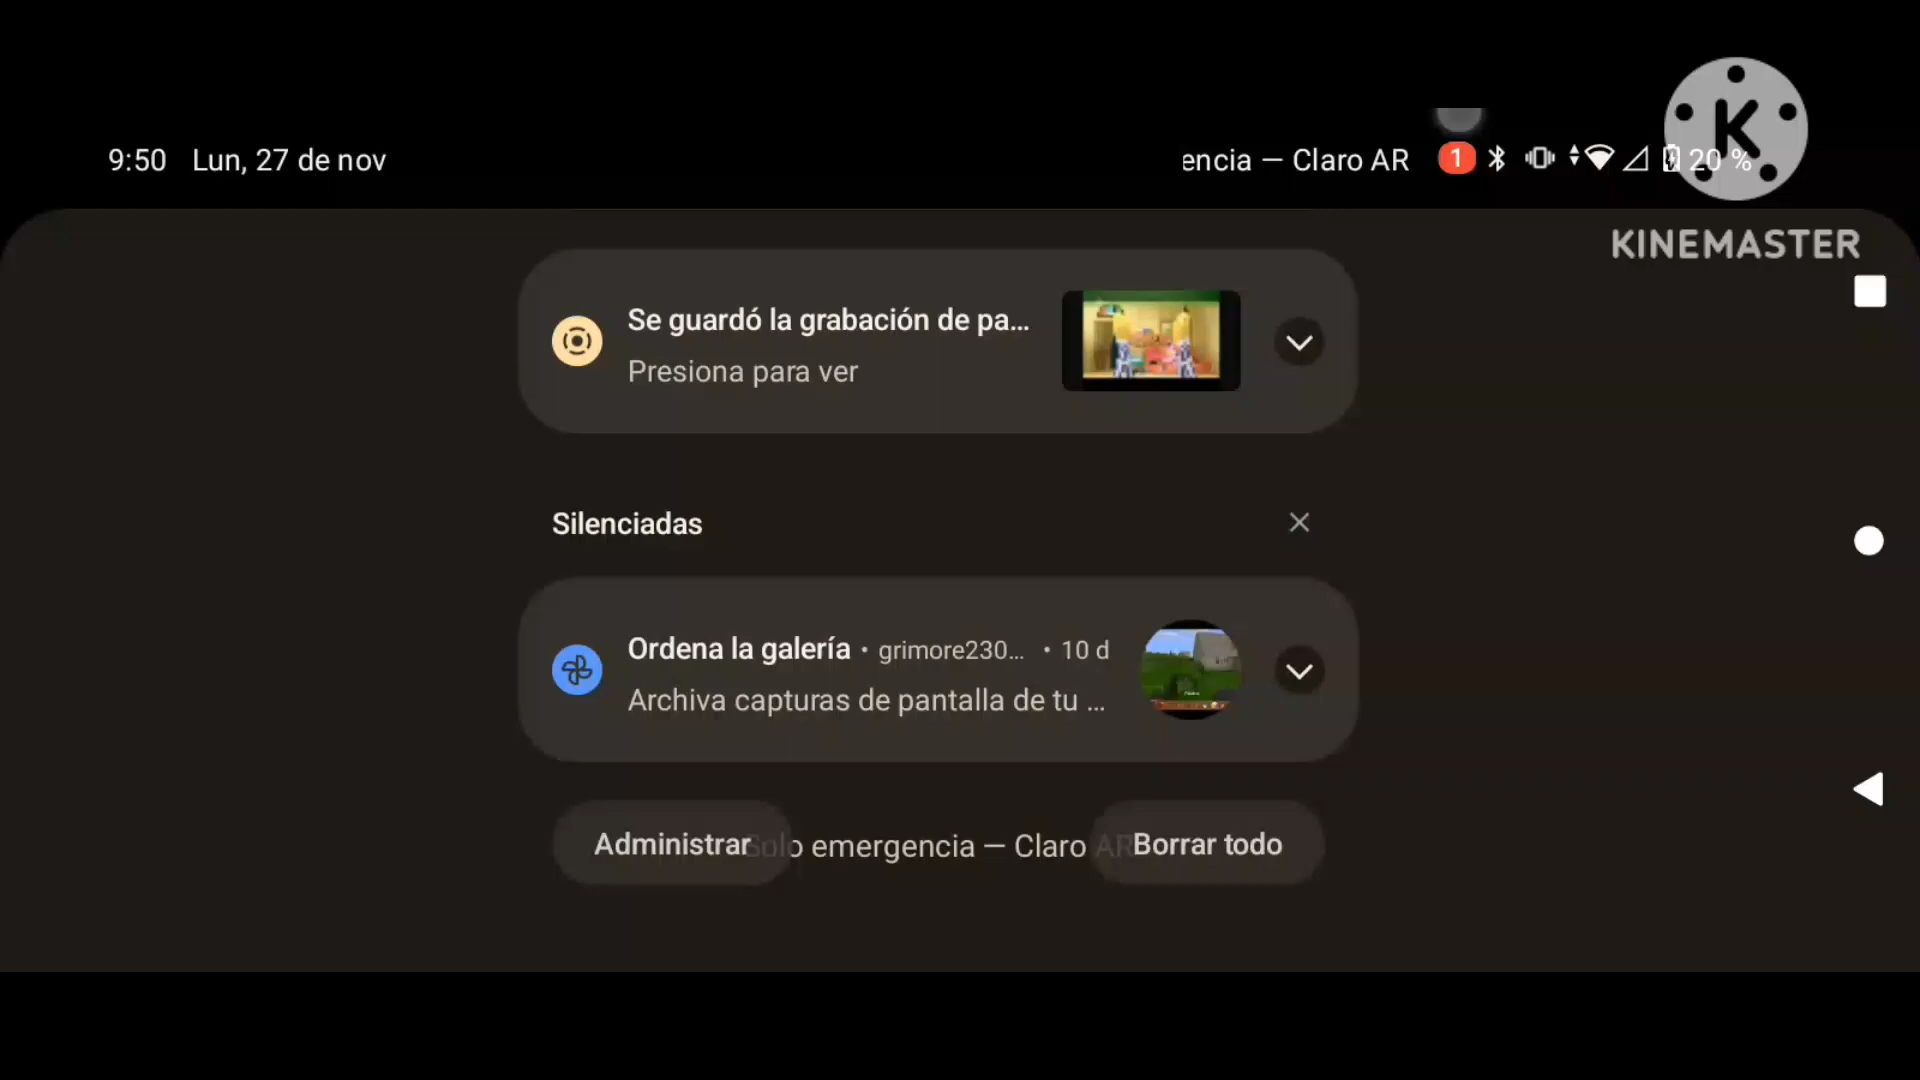 9:50 Lun, 27 de nov encia — Claro AR 1 20 %
K
KINEMASTER
Se guardó la grabación de pa...
Presiona para ver
Silenciadas
Ordena la galería • grimore230... • 10 d
Archiva capturas de pantalla de tu ...
Administrar Solo emergencia — Claro AR Borrar todo